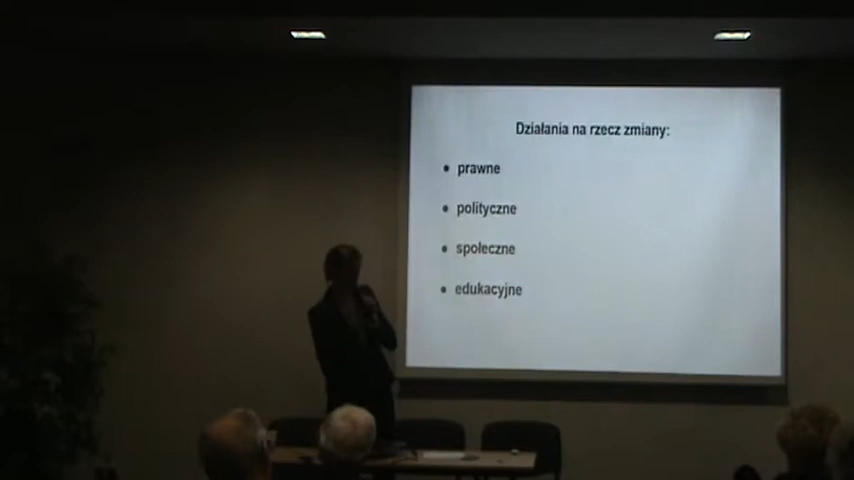 Działania na rzecz zmiany:
• prawne
• polityczne
• społeczne
• edukacyjne